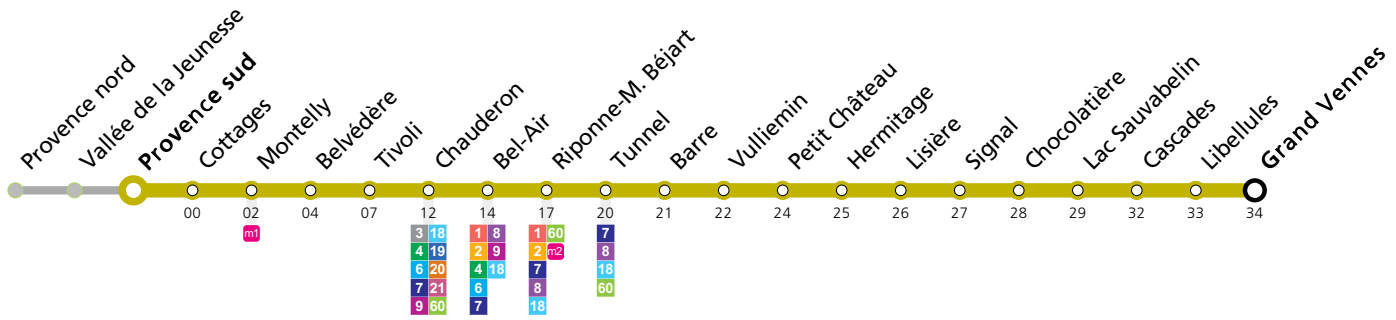 Provence nord
Vallée de la Jeunesse
Provence sud
Cottages
Montelly
Belvédère
Tivoli
Chauderon
Bel-Air
Riponne-M. Béjart
Tunnel
Barre
Vulliemin
Petit Château
Hermitage
Lisière
Signal
Chocolatière
Lac Sauvabelin
Cascades
Libellules
Grand Vennes
00 02 04 07 12 14 17 20 21 22 24 25 26 27 28 29 32 33 34
m1 3 18 1 8 1 60 7
4 19 2 9 2 m2 8
6 20 4 18 7 18
7 21 6 8 60
9 60 7 18